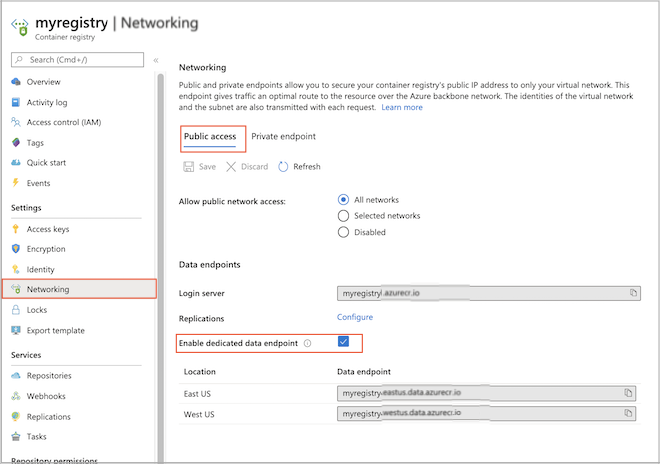 myregistry | Networking
Container registry
Search (Cmd+/)
«
Overview
Activity log
Access control (IAM)
Tags
Quick start
Events
Settings
Access keys
Encryption
Identity
Networking
Locks
Export template
Services
Repositories
Webhooks
Replications
Tasks
Repository permissions
Networking
Public and private endpoints allow you to secure your container registry's public IP address to only your virtual network. This
endpoint gives traffic an optimal route to the resource over the Azure backbone network. The identities of the virtual network
and the subnet are also transmitted with each request. Learn more
Public access Private endpoint
Save Discard Refresh
Allow public network access:
All networks
Selected networks
Disabled
Data endpoints
Login server myregistry.azurecr.io
Replications Configure
Enable dedicated data endpoint
Location Data endpoint
East US myregistry.eastus.data.azurecr.io
West US myregistry.westus.data.azurecr.io